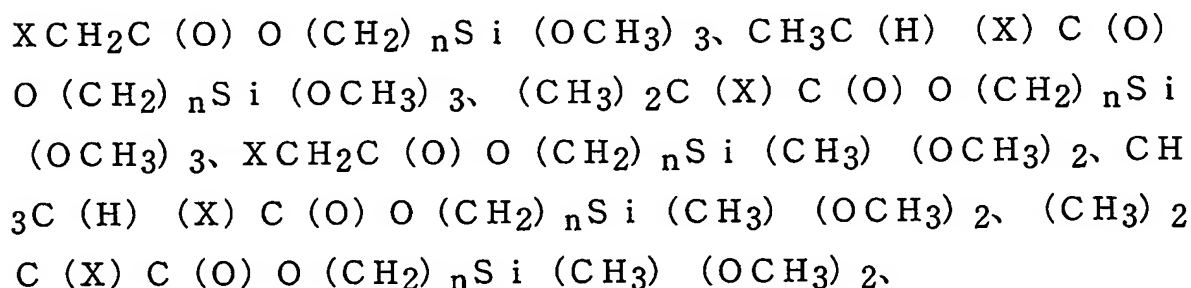 XCH2C (O) O (CH2) nSi (OCH3) 3、CH3C (H) (X) C (O)
O (CH2) nSi (OCH3) 3、 (CH3) 2C (X) C (O) O (CH2) nSi
(OCH3) 3、XCH2C (O) O (CH2) nSi (CH3) (OCH3) 2、CH
3C (H) (X) C (O) O (CH2) nSi (CH3) (OCH3) 2、 (CH3) 2
C (X) C (O) O (CH2) nSi (CH3) (OCH3) 2、